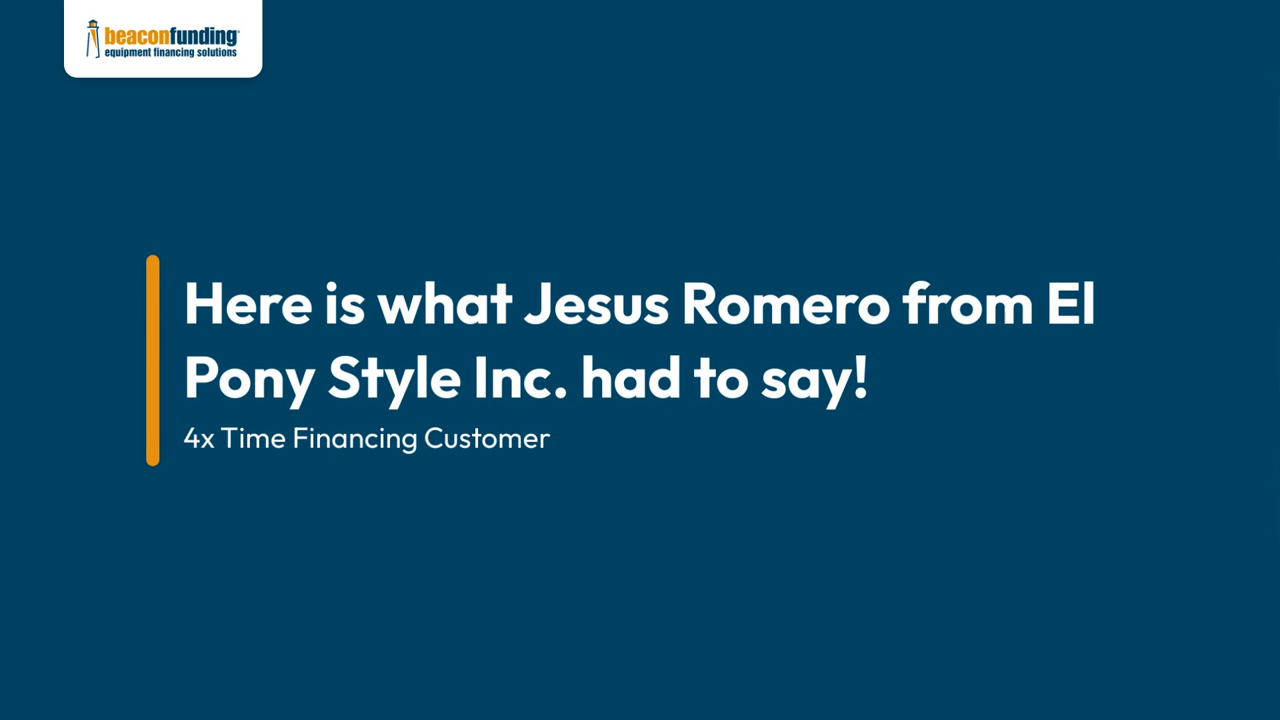 beaconfunding
equipment financing solutions
Here is what Jesus Romero from El
Pony Style Inc. had to say!
4x Time Financing Customer